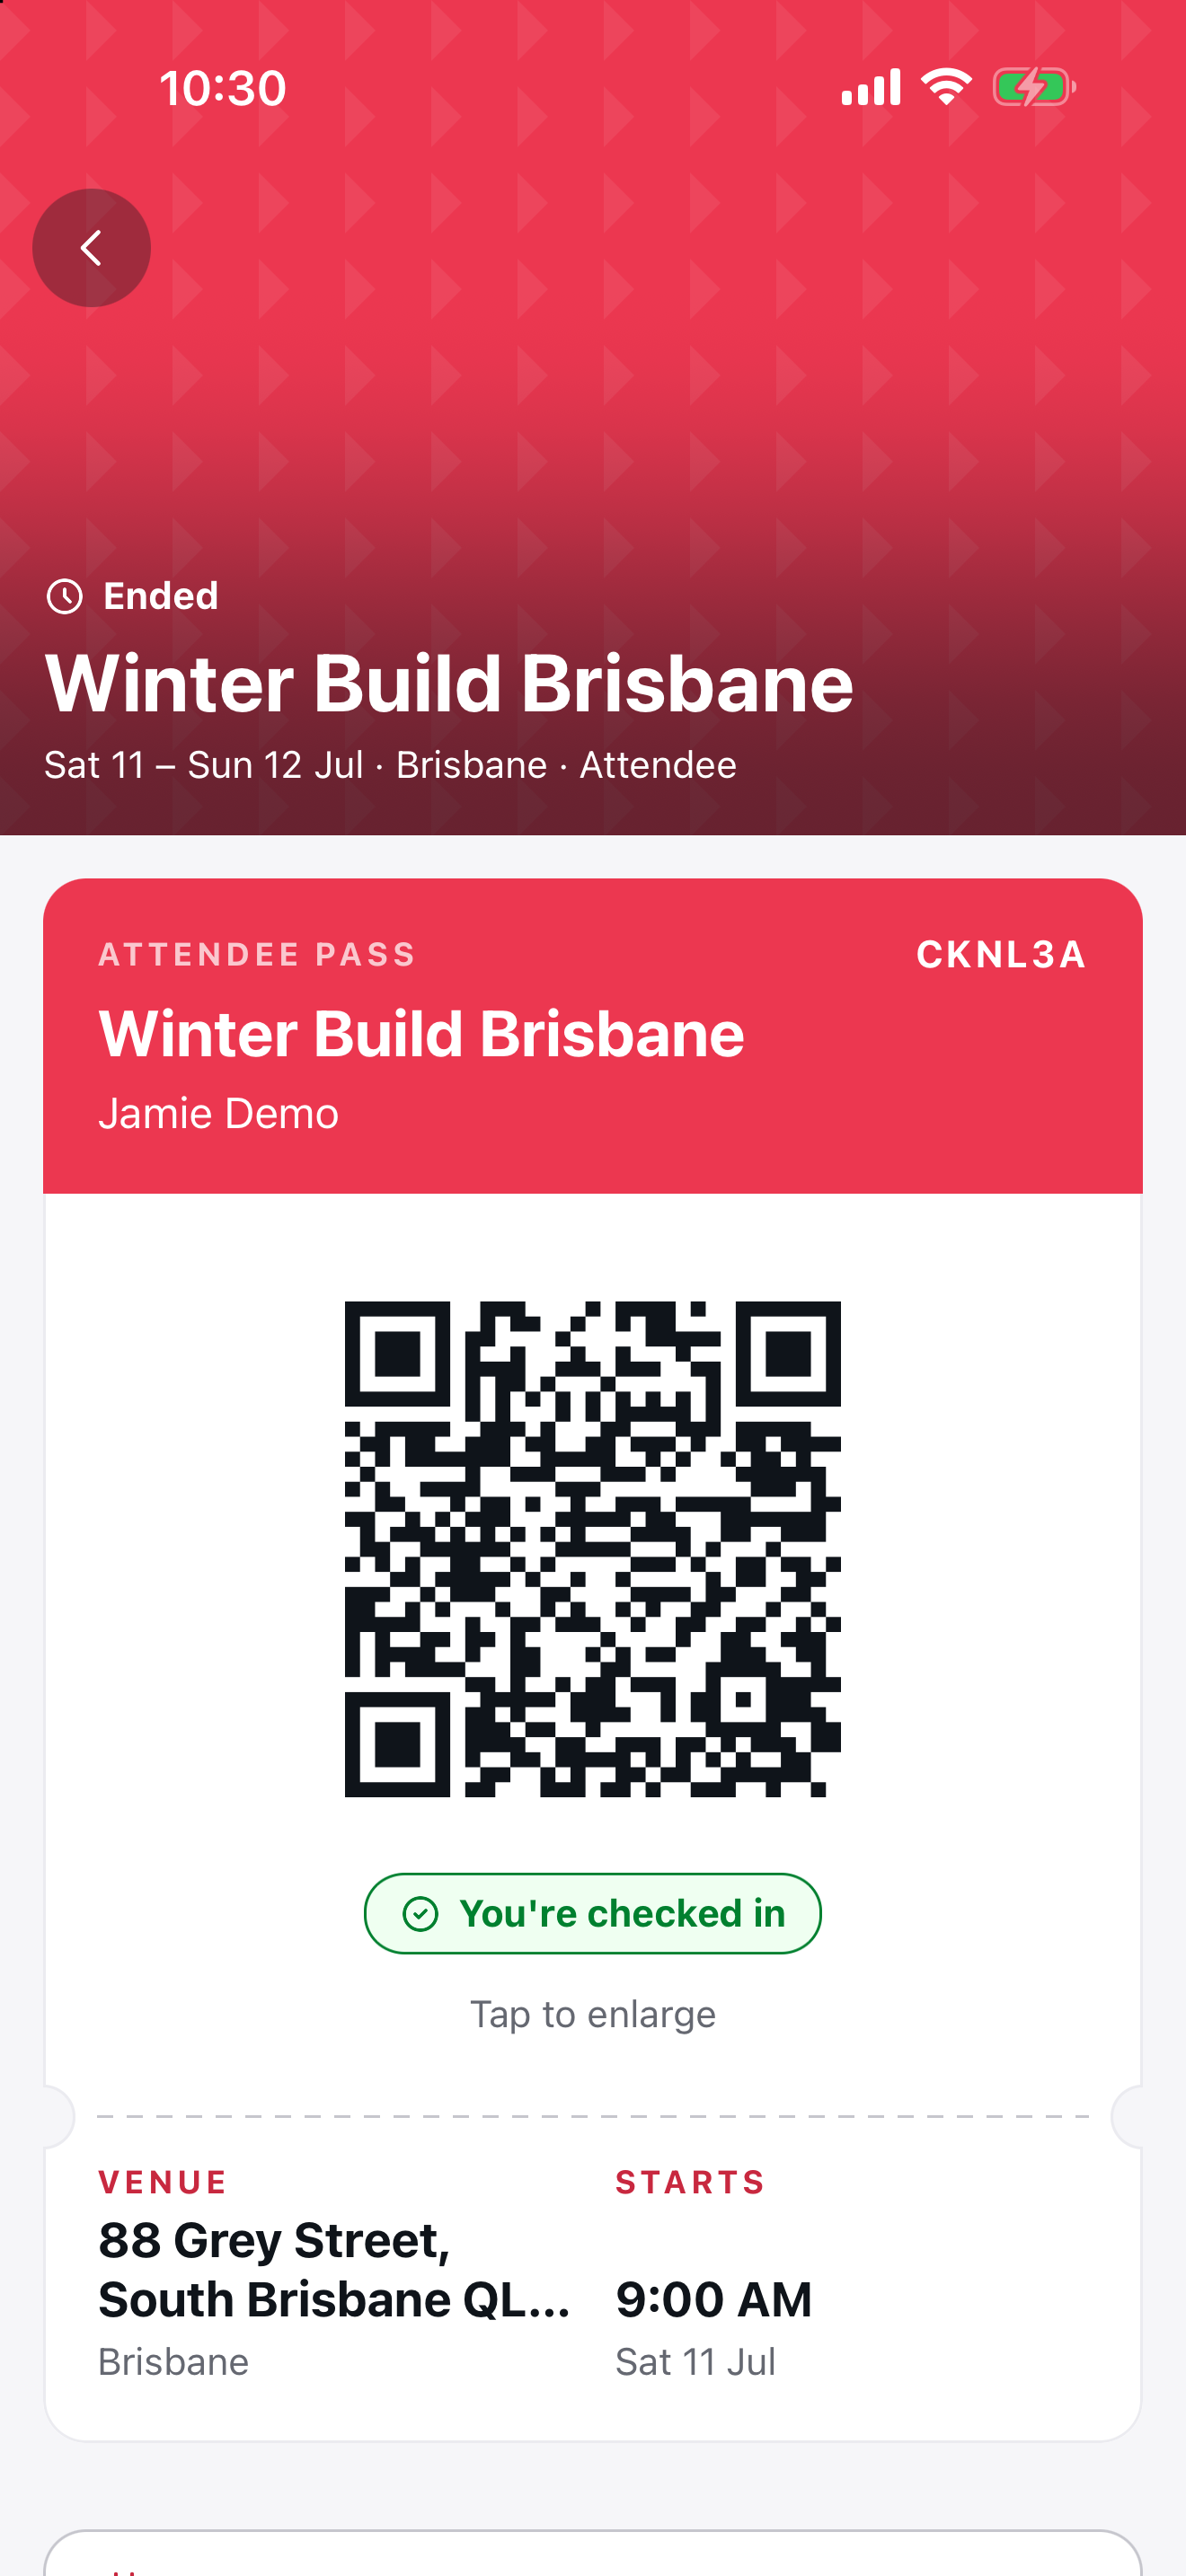 10:30
Ended
Winter Build Brisbane
Sat 11 – Sun 12 Jul · Brisbane · Attendee
ATTENDEE PASS
CKNL3A
Winter Build Brisbane
Jamie Demo
You're checked in
Tap to enlarge
VENUE
88 Grey Street,
South Brisbane QL...
Brisbane
STARTS
9:00 AM
Sat 11 Jul